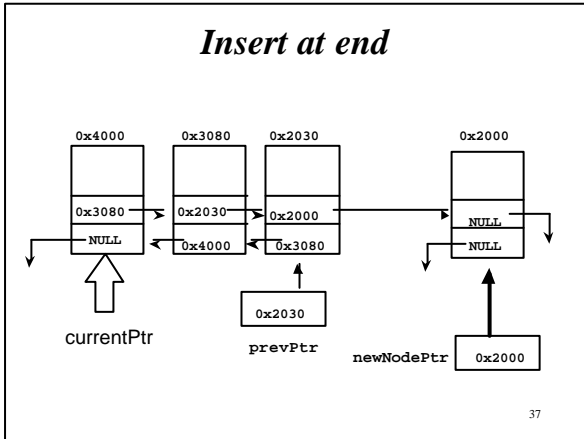 Insert at end
0x4000 0x3080 0x2030 0x2000
0x3080 0x2030 0x2000 NULL
NULL 0x4000 0x3080 NULL
0x2030
currentPtr
prevPtr
newNodePtr 0x2000
37